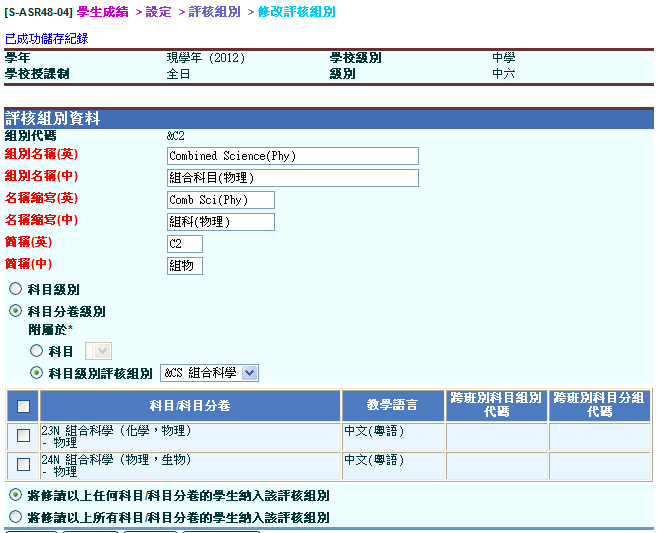 [S-ASR48-04] 學生成績 > 設定 > 評核組別 > 修改評核組別
已成功儲存紀錄
學年 現學年 (2012) 學校級別 中學
學校授課制 全日 級別 中六
評核組別資料
組別代碼 &C2
組別名稱(英) Combined Science(Phy)
組別名稱(中) 組合科目(物理)
名稱縮寫(英) Comb Sci(Phy)
名稱縮寫(中) 組科(物理)
簡稱(英) C2
簡稱(中) 組物
科目級別
科目分卷級別
附屬於*
科目
科目級別評核組別 &CS 組合科學
科目/科目分卷 教學語言 跨班別科目組別代碼 跨班別科目分組代碼
23N 組合科學 (化學，物理) 中文(粵語)
- 物理
24N 組合科學 (物理，生物) 中文(粵語)
- 物理
將修讀以上任何科目/科目分卷的學生納入該評核組別
將修讀以上所有科目/科目分卷的學生納入該評核組別